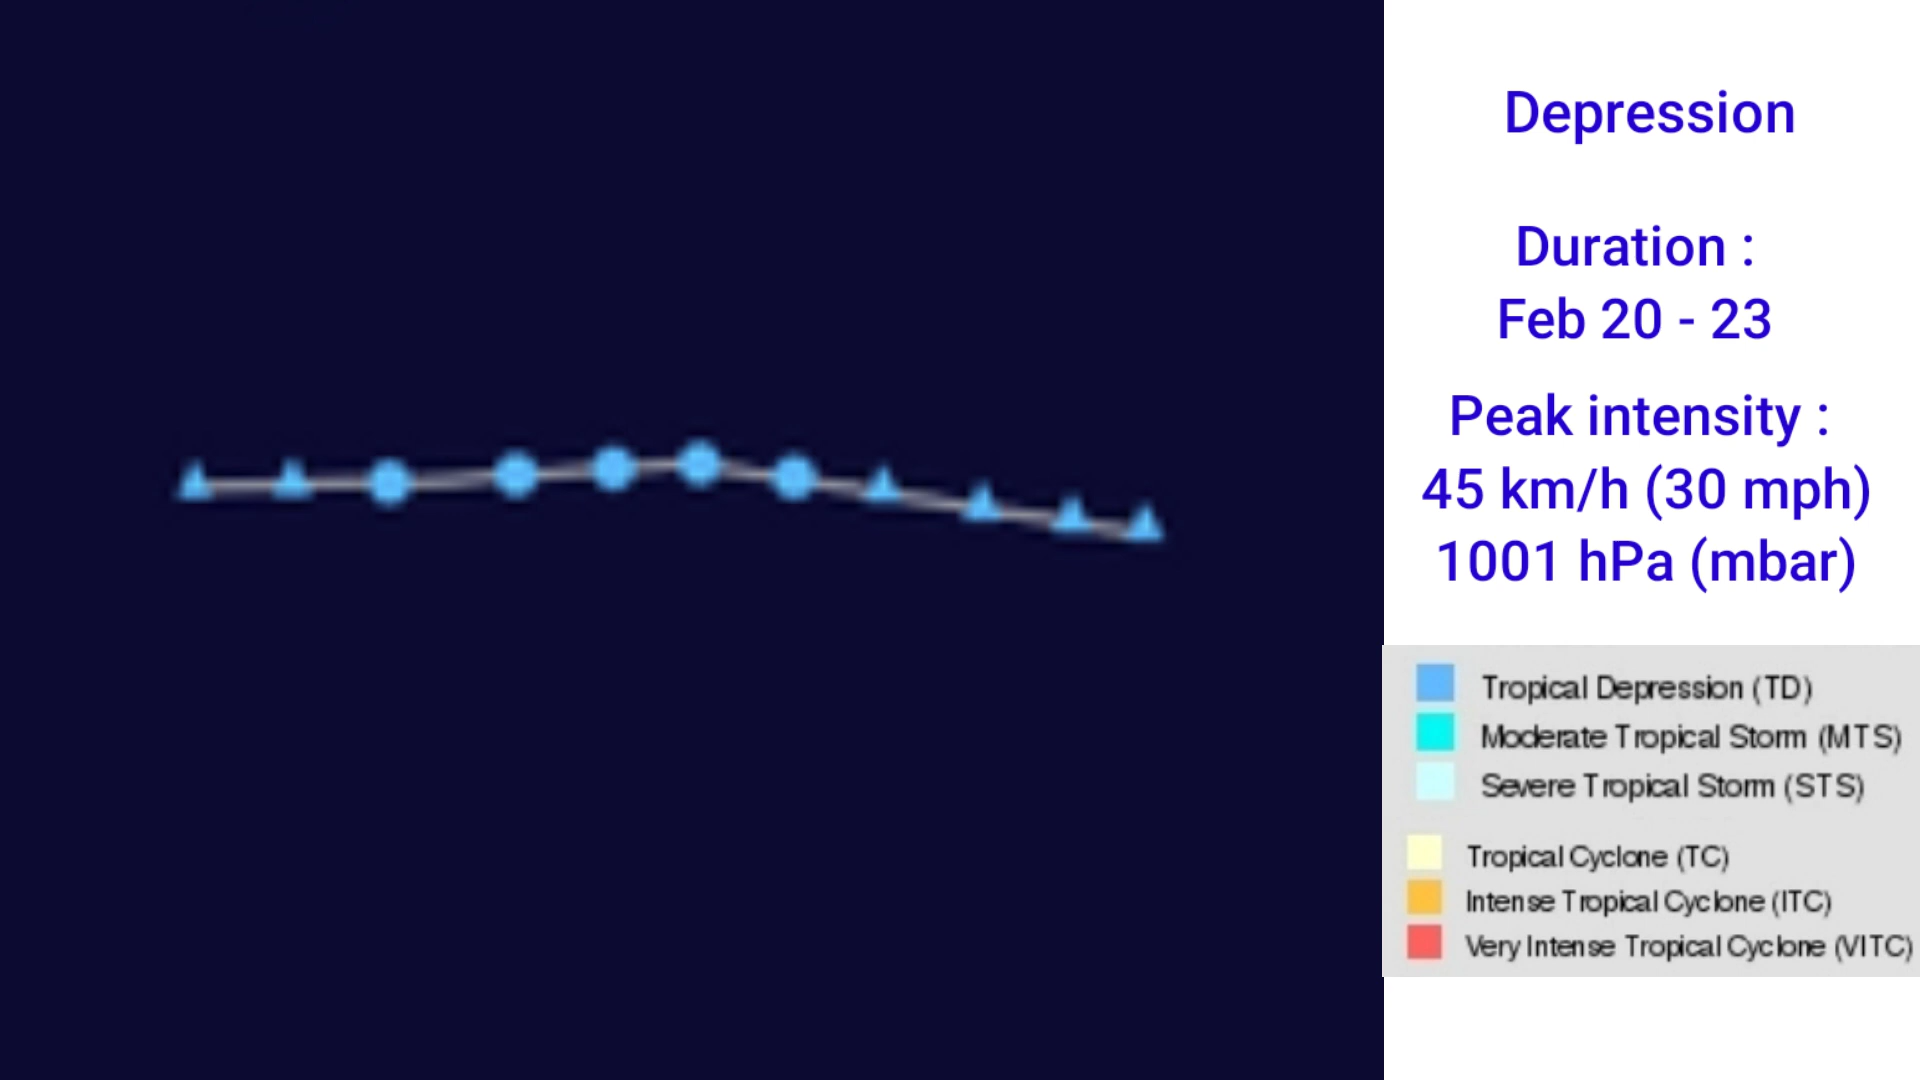 Depression
Duration :
Feb 20 - 23
Peak intensity :
45 km/h (30 mph)
1001 hPa (mbar)
Tropical Depression (TD)
Moderate Tropical Storm (MTS)
Severe Tropical Storm (STS)
Tropical Cyclone (TC)
Intense Tropical Cyclone (ITC)
Very Intense Tropical Cyclone (VITC)